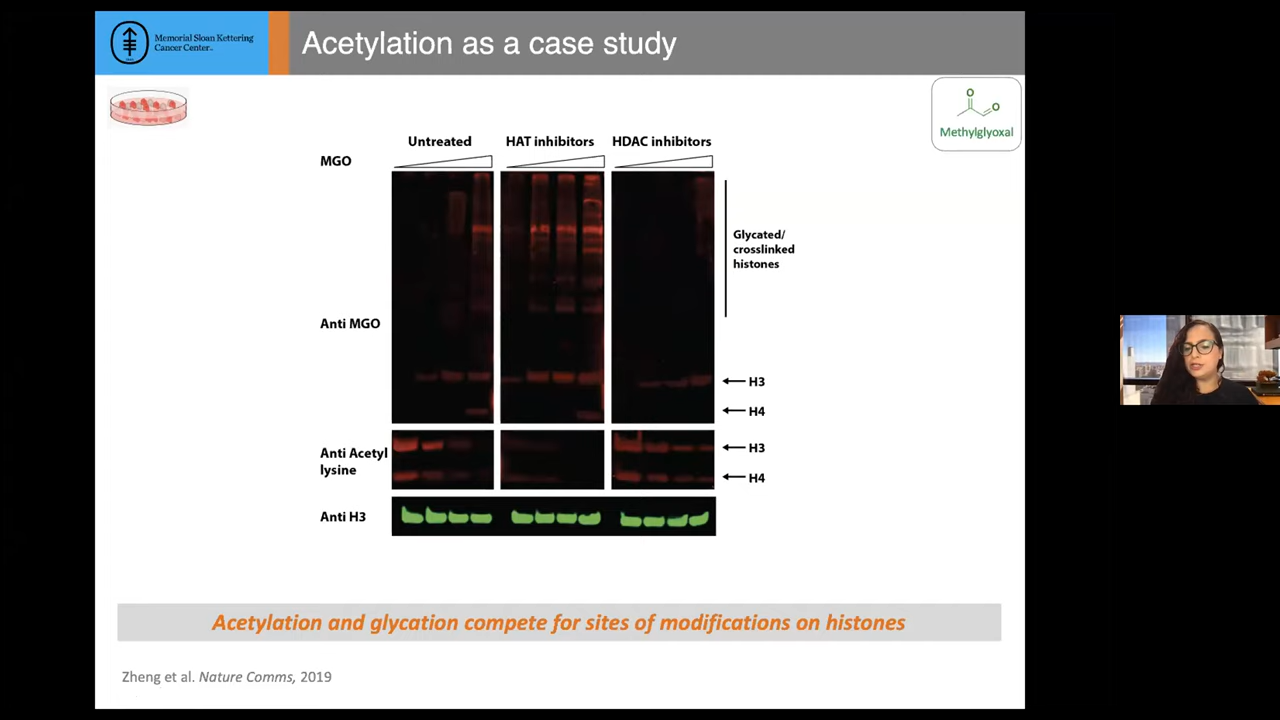 Memorial Sloan Kettering
Cancer Center
Acetylation as a case study
O
O
Methylglyoxal
Untreated HAT inhibitors HDAC inhibitors
MGO
Glycated/
crosslinked
histones
Anti MGO
H3
H4
Anti Acetyl
lysine
H3
H4
Anti H3
Acetylation and glycation compete for sites of modifications on histones
Zheng et al. Nature Comms, 2019